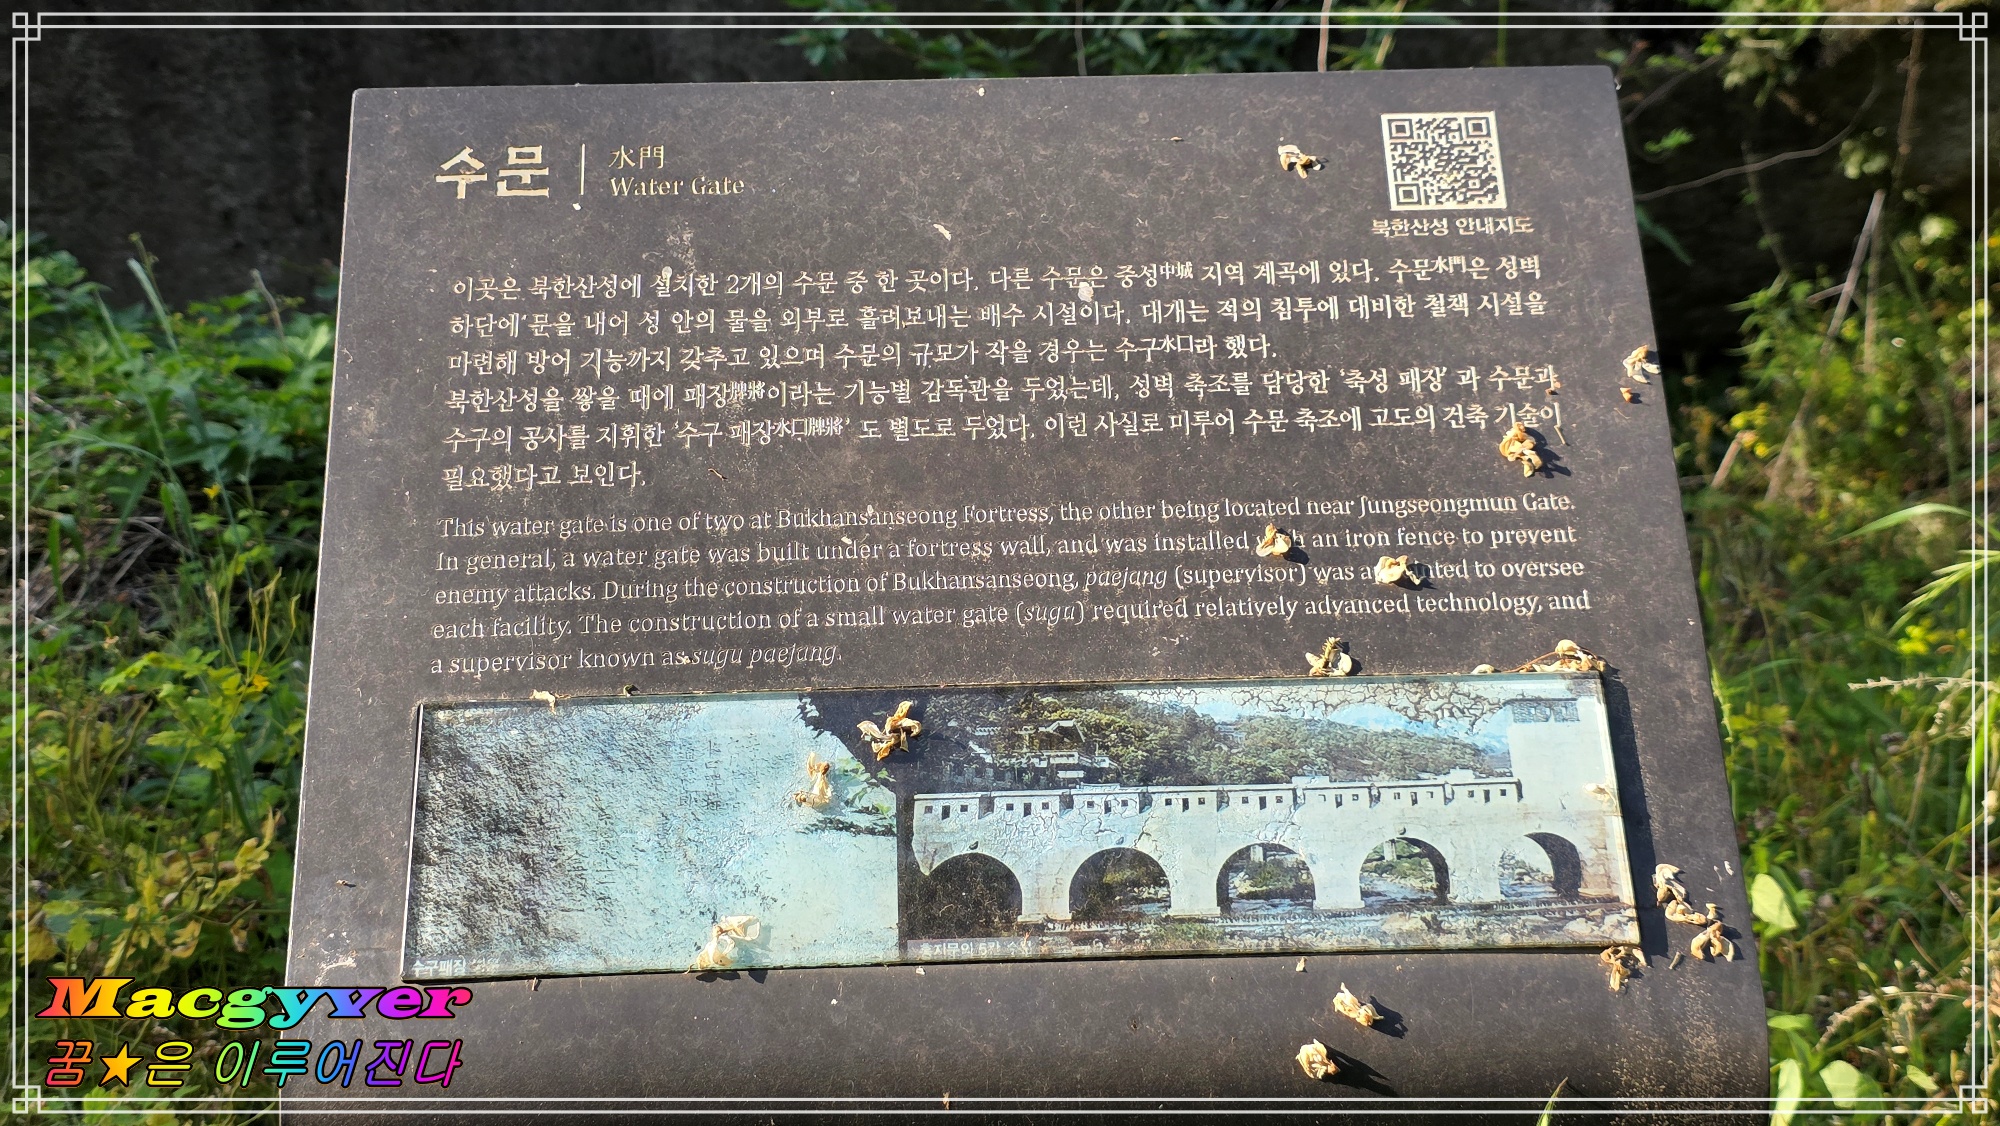 수문
水門
Water Gate
북한산성 안내지도
이곳은 북한산성에 설치한 2개의 수문 중 한 곳이다. 다른 수문은 중성中城 지역 계곡에 있다. 수문水門은 성벽
하단에 문을 내어 성 안의 물을 외부로 흘려보내는 배수 시설이다. 대개는 적의 침투에 대비한 철책 시설을
마련해 방어 기능까지 갖추고 있으며 수문의 규모가 작을 경우는 수구水口라 했다.
북한산성을 쌓을 때에 패장牌將이라는 기능별 감독관을 두었는데, 성벽 축조를 담당한 '축성 패장' 과 수문과
수구의 공사를 지휘한 '수구 패장水口牌將' 도 별도로 두었다. 이런 사실로 미루어 수문 축조에 고도의 건축 기술이
필요했다고 보인다.
This water gate is one of two at Bukhansanseong Fortress, the other being located near Jungseongmun Gate.
In general, a water gate was built under a fortress wall, and was installed with an iron fence to prevent
enemy attacks. During the construction of Bukhansanseong, paejang (supervisor) was appointed to oversee
each facility. The construction of a small water gate (sugu) required relatively advanced technology, and
a supervisor known as sugu paejang.
수구패장
홍지문의 5칸 수문
Macgyver
꿈★은 이루어진다